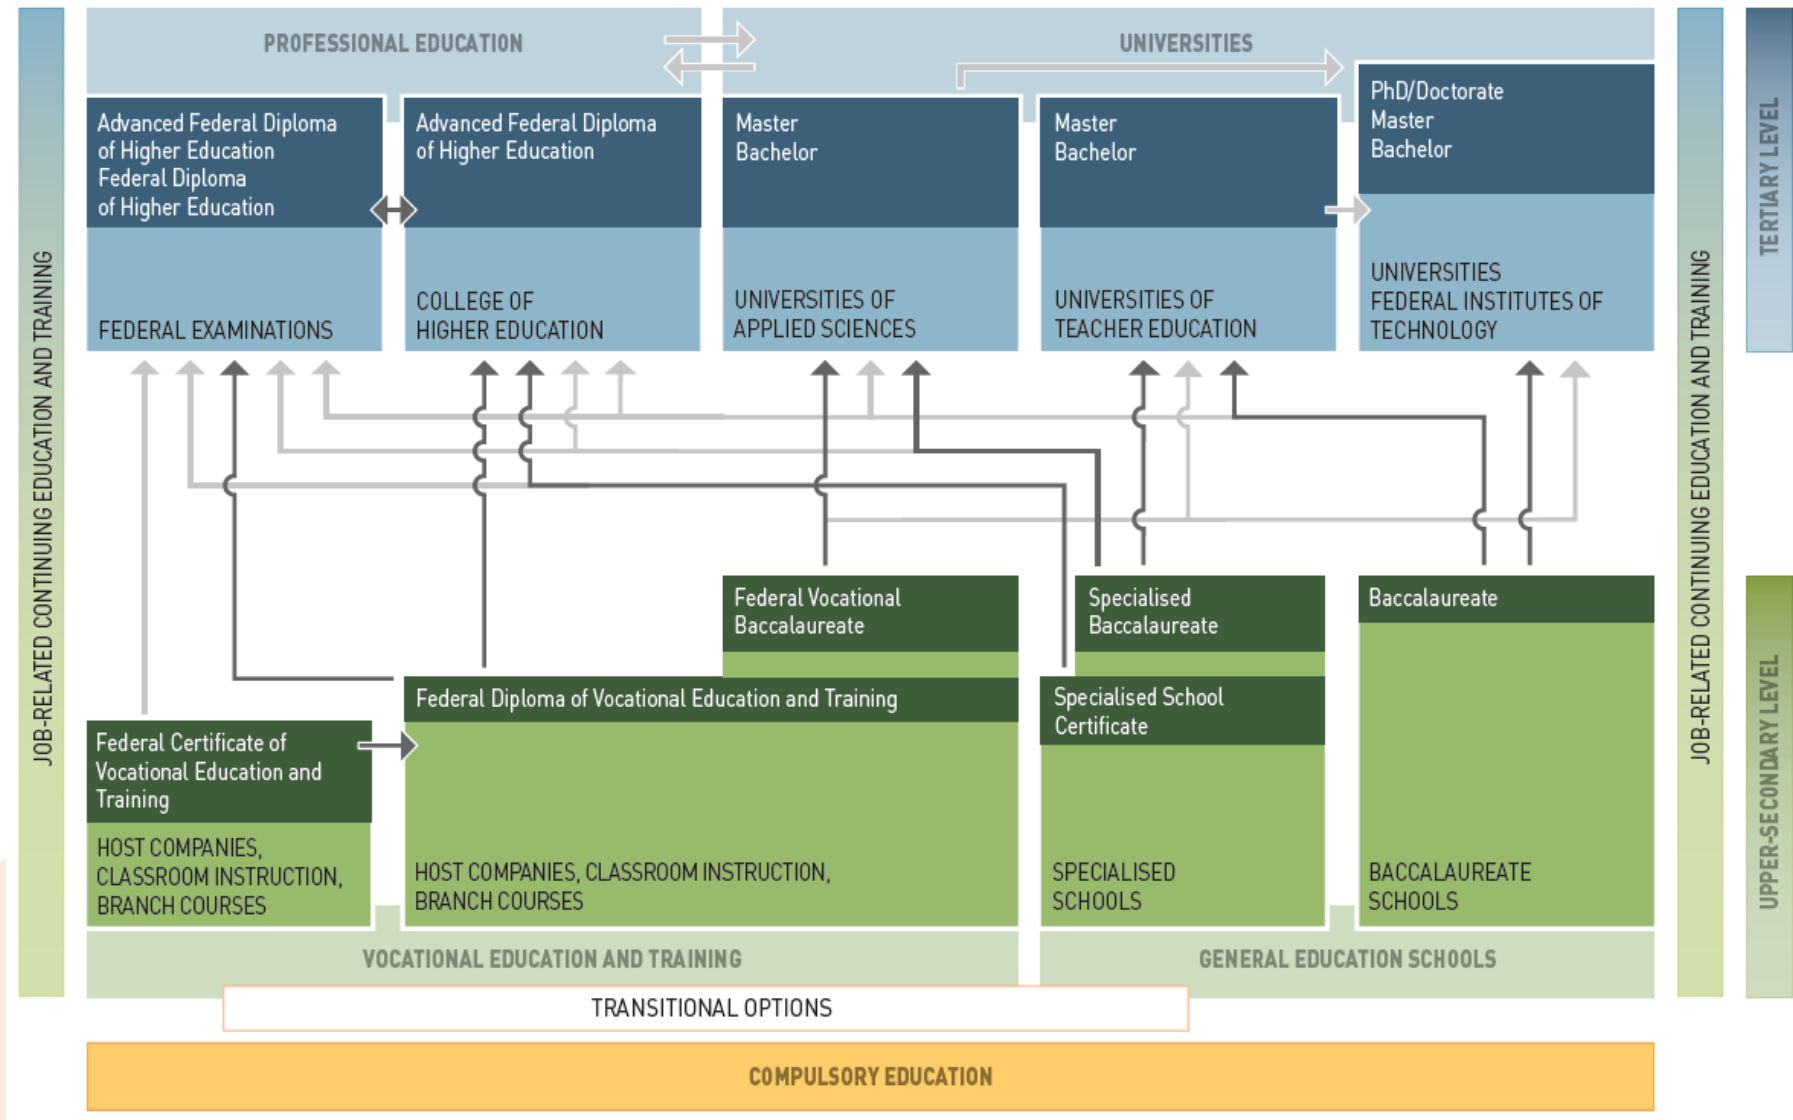 PROFESSIONAL EDUCATION
UNIVERSITIES
Advanced Federal Diploma
of Higher Education
Federal Diploma
of Higher Education
FEDERAL EXAMINATIONS
Advanced Federal Diploma
of Higher Education
COLLEGE OF
HIGHER EDUCATION
Master
Bachelor
UNIVERSITIES OF
APPLIED SCIENCES
Master
Bachelor
UNIVERSITIES OF
TEACHER EDUCATION
PhD/Doctorate
Master
Bachelor
UNIVERSITIES
FEDERAL INSTITUTES OF
TECHNOLOGY
JOB-RELATED CONTINUING EDUCATION AND TRAINING
JOB-RELATED CONTINUING EDUCATION AND TRAINING
TERTIARY LEVEL
UPPER-SECONDARY LEVEL
Federal Vocational
Baccalaureate
Specialised
Baccalaureate
Baccalaureate
Federal Diploma of Vocational Education and Training
Specialised School
Certificate
Federal Certificate of
Vocational Education and
Training
HOST COMPANIES,
CLASSROOM INSTRUCTION,
BRANCH COURSES
HOST COMPANIES, CLASSROOM INSTRUCTION,
BRANCH COURSES
SPECIALISED
SCHOOLS
BACCALAUREATE
SCHOOLS
VOCATIONAL EDUCATION AND TRAINING
GENERAL EDUCATION SCHOOLS
TRANSITIONAL OPTIONS
COMPULSORY EDUCATION